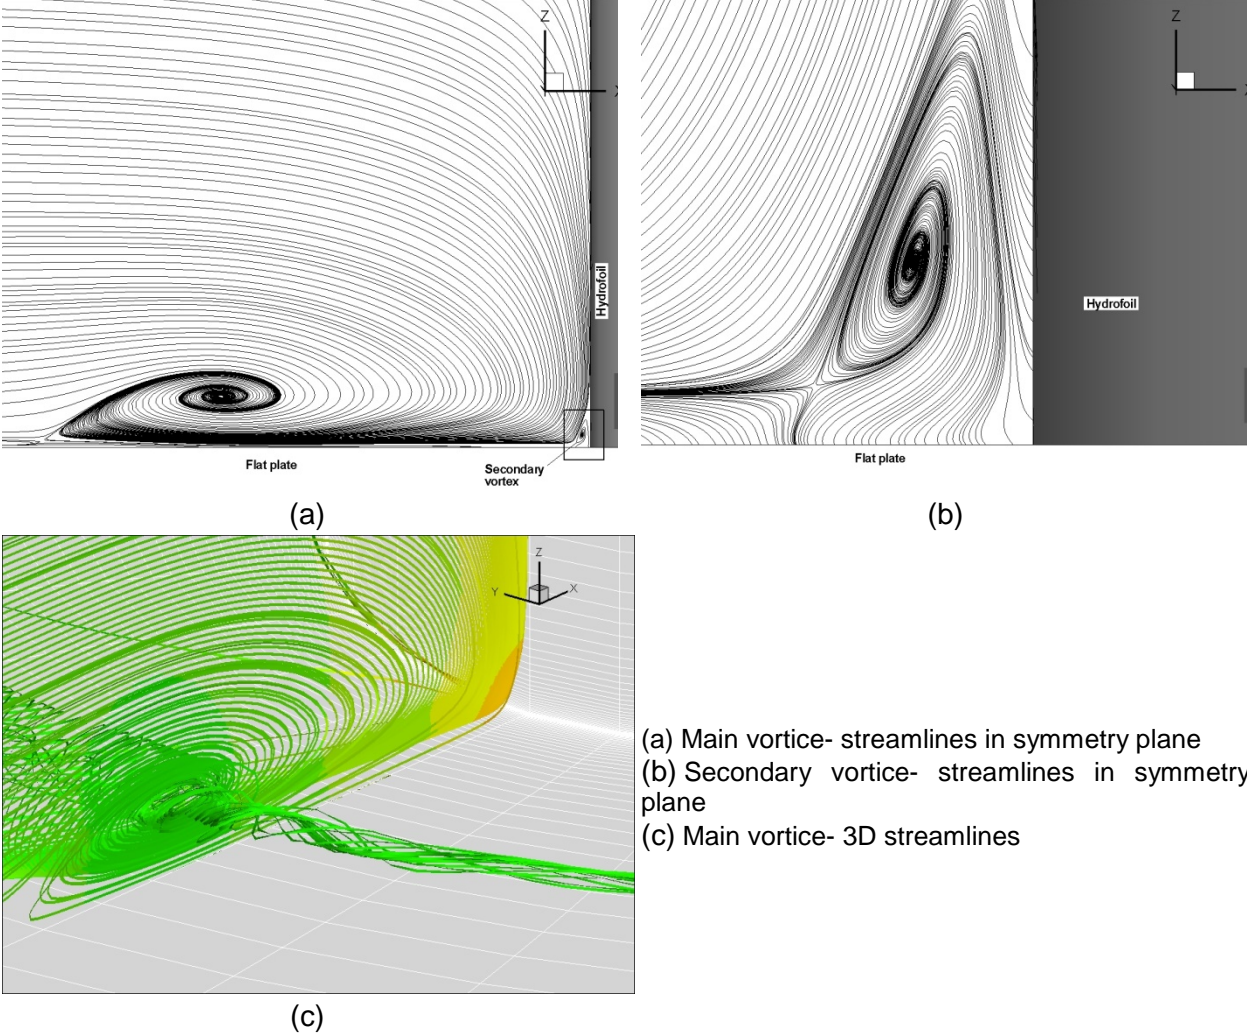 Z
X
Hydrofoil
Flat plate
Secondary
vortex
(a)
Z
X
Hydrofoil
Flat plate
(b)
Z
Y
X
(c)
(a) Main vortice- streamlines in symmetry plane
(b) Secondary vortice- streamlines in symmetry
plane
(c) Main vortice- 3D streamlines